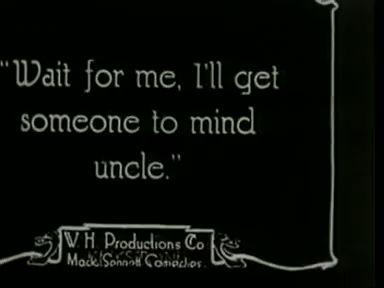 "Wait for me, I'll get
someone to mind
uncle."
W. H. Productions Co
Mack Sennett Comedies.